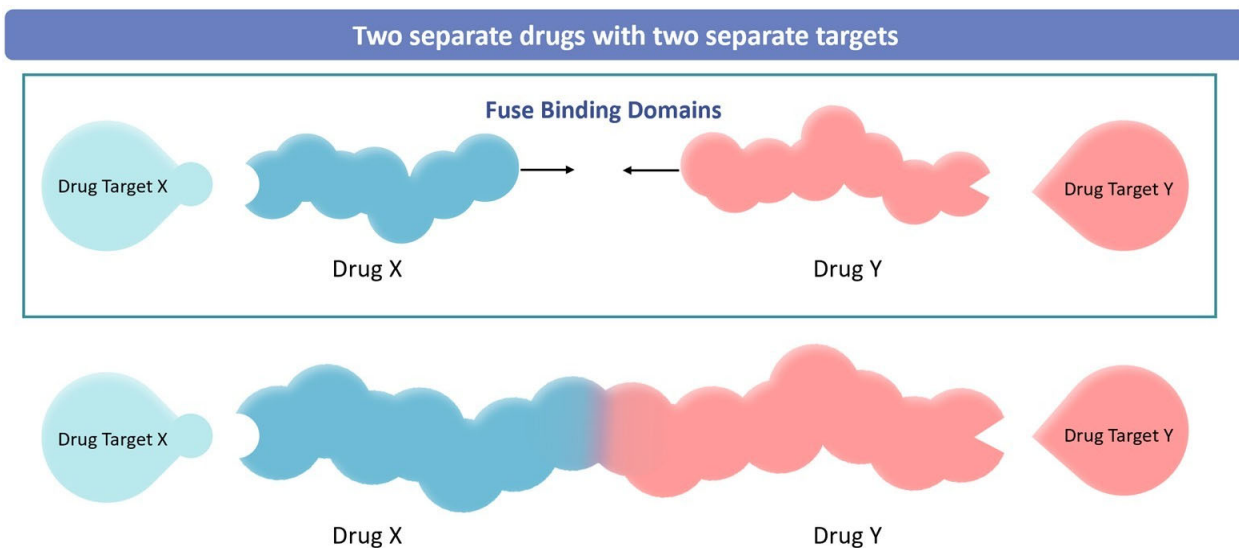 Two separate drugs with two separate targets
Fuse Binding Domains
Drug Target X
Drug Target Y
Drug X
Drug Y
Drug Target X
Drug Target Y
Drug X
Drug Y